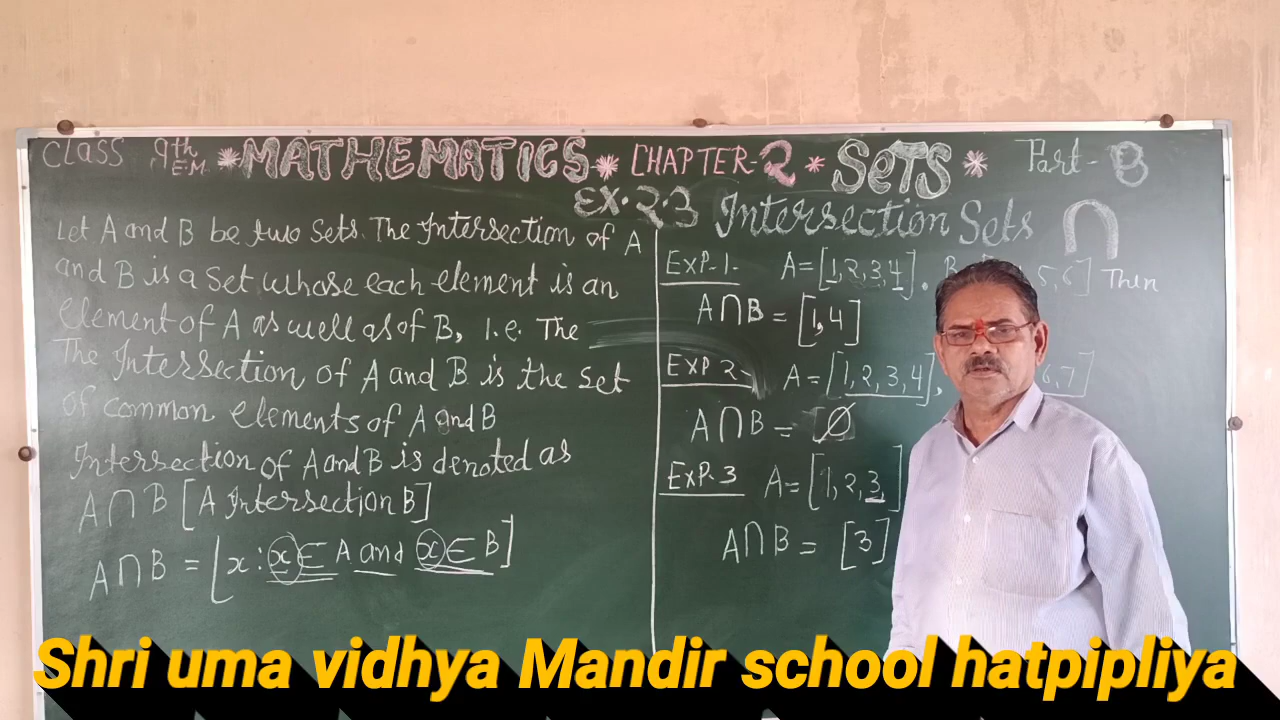 Class 9th E.M. * MATHEMATICS * CHAPTER-2 * SETS * Part-B
EX.2.3 Intersection Sets ∩
Let A and B be two Sets. The Intersection of A
and B is a Set whose each element is an
element of A as well as of B, I.e. The
The Intersection of A and B is the Set
of common elements of A and B
Intersection of A and B is denoted as
A∩B [A Intersection B]
A∩B = [x : x∈ A and x∈ B]
EXP.1- A=[1,2,3,4]. 5,6] Then
A∩B = [1,4]
EXP 2- A=[1,2,3,4], 6,7]
A∩B = Ø
EXP.3 A=[1,2,3]
A∩B = [3]
Shri uma vidhya Mandir school hatpipliya